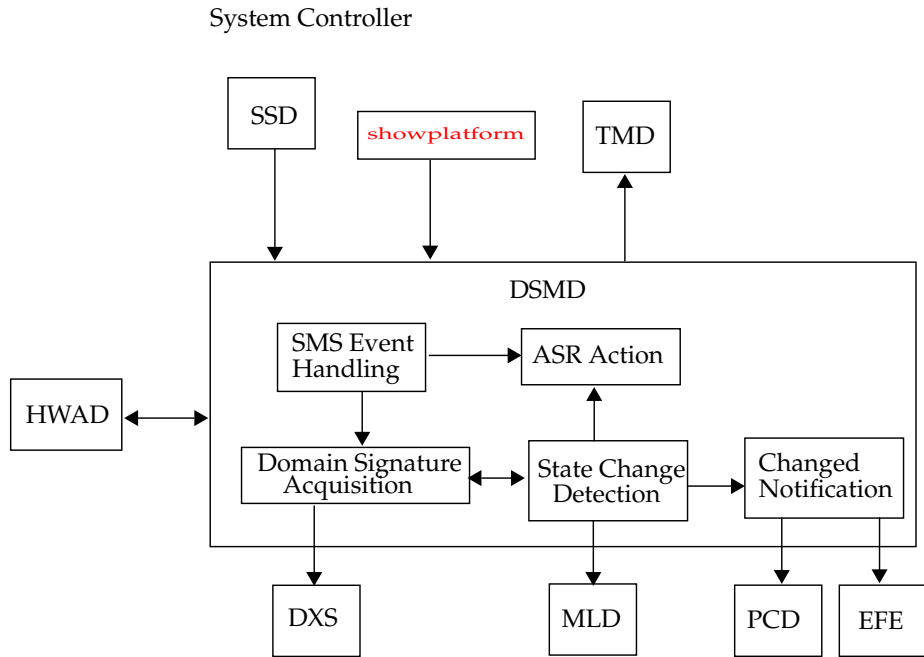 System Controller
SSD
showplatform
TMD
DSMD
SMS Event
Handling
ASR Action
HWAD
Domain Signature
Acquisition
State Change
Detection
Changed
Notification
DXS
MLD
PCD
EFE